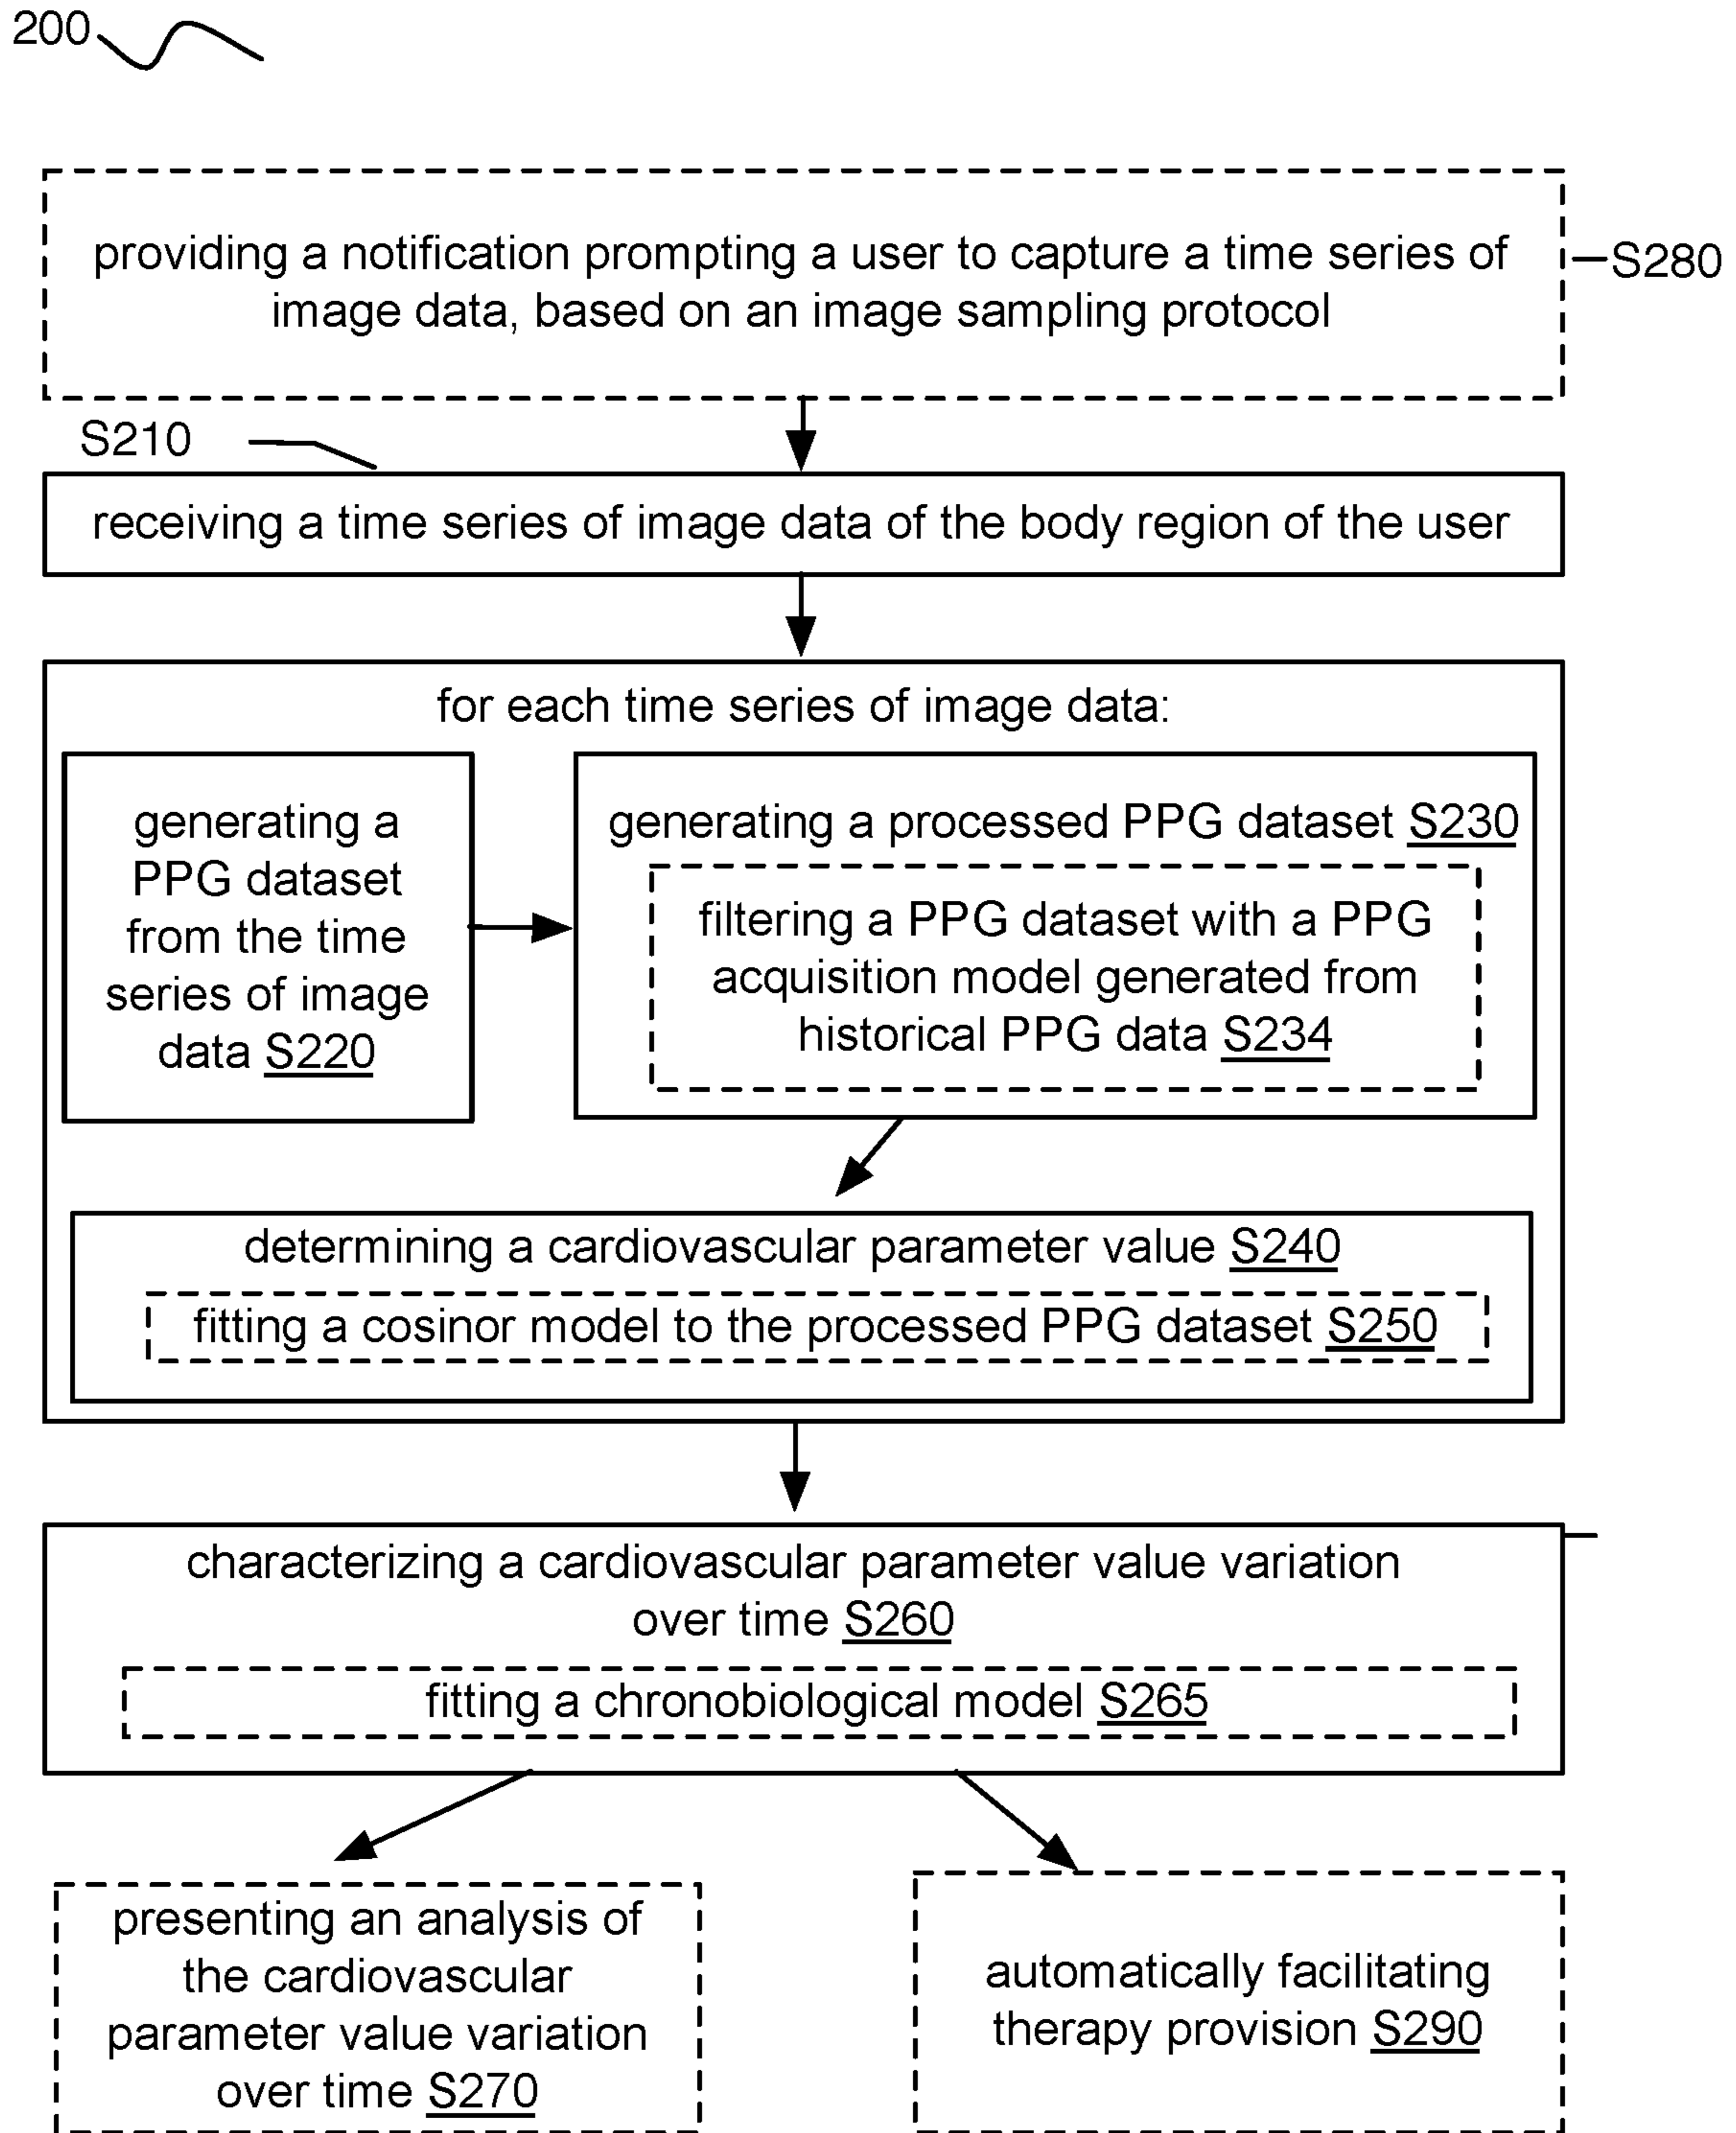 200
providing a notification prompting a user to capture a time series of
image data, based on an image sampling protocol
S280
S210
receiving a time series of image data of the body region of the user
for each time series of image data:
generating a
PPG dataset
from the time
series of image
data S220
generating a processed PPG dataset S230
filtering a PPG dataset with a PPG
acquisition model generated from
historical PPG data S234
determining a cardiovascular parameter value S240
fitting a cosinor model to the processed PPG dataset S250
characterizing a cardiovascular parameter value variation
over time S260
fitting a chronobiological model S265
presenting an analysis of
the cardiovascular
parameter value variation
over time S270
automatically facilitating
therapy provision S290